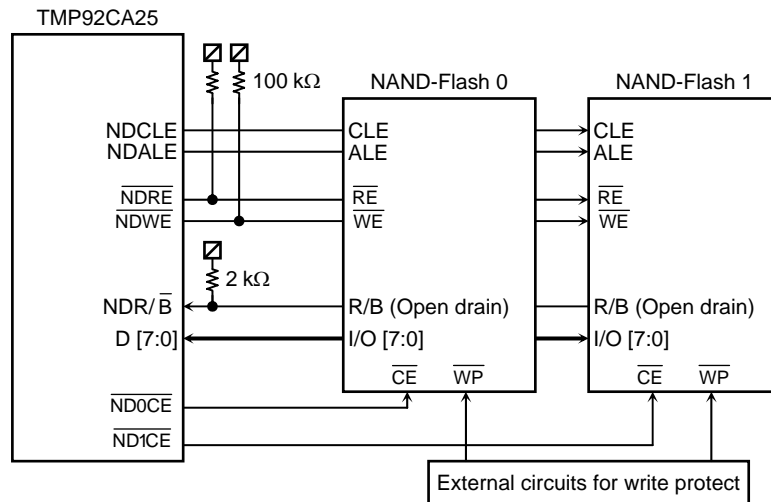 TMP92CA25
100 kΩ
NAND-Flash 0
NAND-Flash 1
NDCLE
CLE
CLE
NDALE
ALE
ALE
NDRE
RE
RE
NDWE
WE
WE
2 kΩ
NDR/B
R/B (Open drain)
R/B (Open drain)
D [7:0]
I/O [7:0]
I/O [7:0]
CE
WP
CE
WP
ND0CE
ND1CE
External circuits for write protect